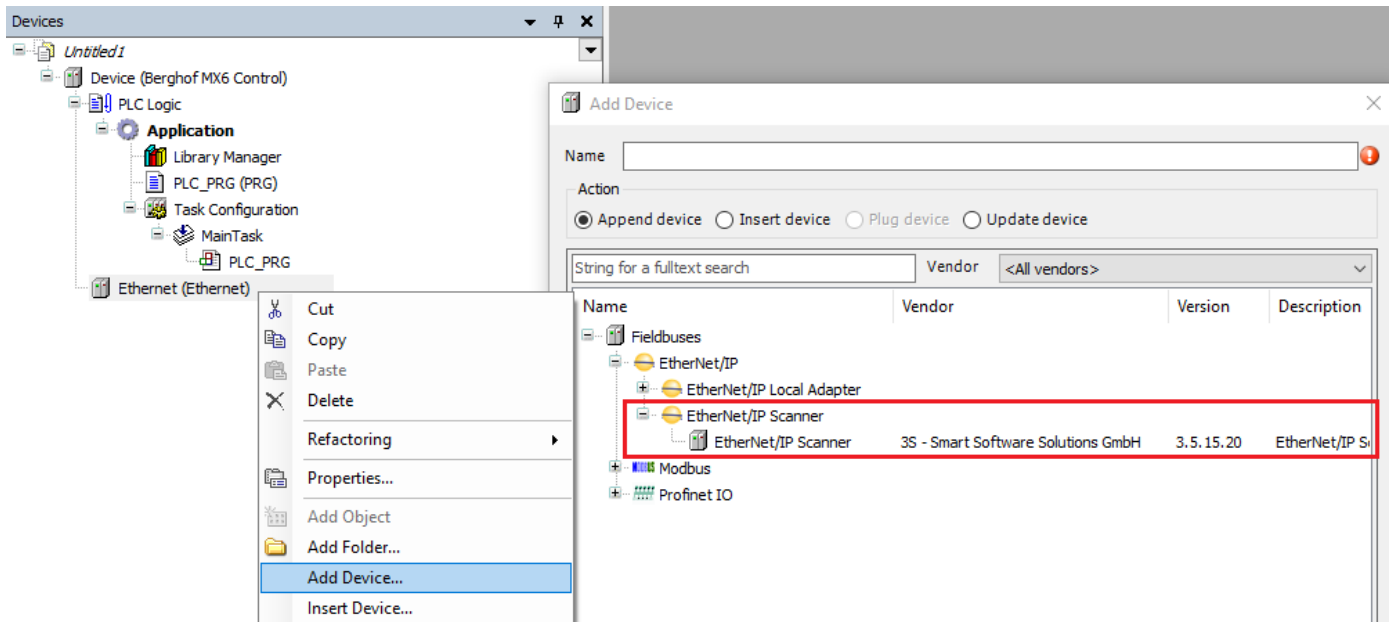 Devices
Untitled1
Device (Berghof MX6 Control)
PLC Logic
Application
Library Manager
PLC_PRG (PRG)
Task Configuration
MainTask
PLC_PRG
Ethernet (Ethernet)
Cut
Copy
Paste
Delete
Refactoring
Properties...
Add Object
Add Folder...
Add Device...
Insert Device...
Add Device
Name
Action
Append device Insert device Plug device Update device
String for a fulltext search Vendor <All vendors>
Name Vendor Version Description
Fieldbuses
EtherNet/IP
EtherNet/IP Local Adapter
EtherNet/IP Scanner
EtherNet/IP Scanner 3S - Smart Software Solutions GmbH 3.5.15.20 EtherNet/IP S
Modbus
Profinet IO